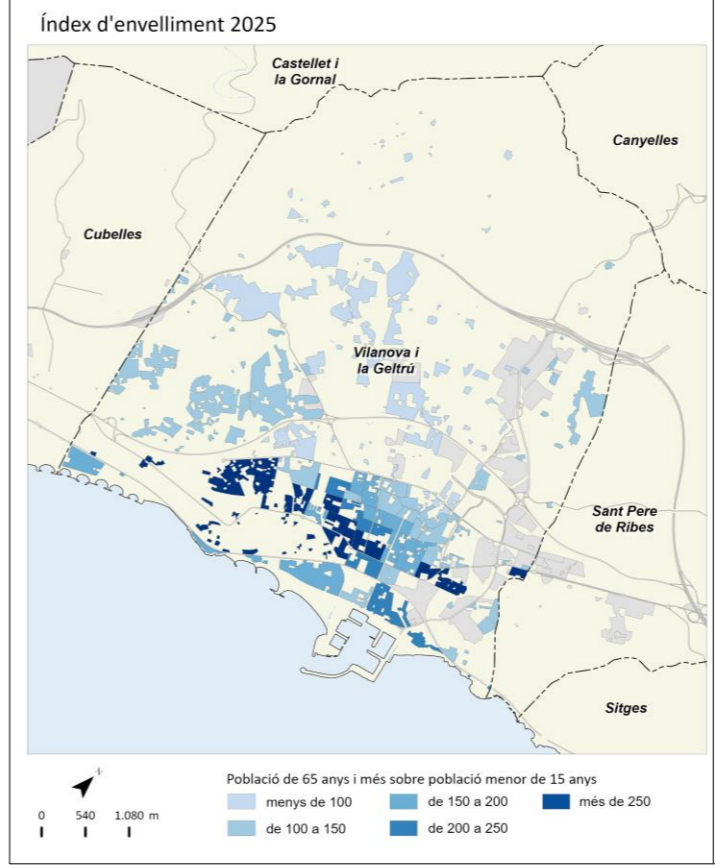 Índex d'envelliment 2025
Castellet i
la Gornal
Canyelles
Cubelles
Vilanova i
la Geltrú
Sant Pere
de Ribes
Sitges
N
0 540 1.080 m
Població de 65 anys i més sobre població menor de 15 anys
menys de 100
de 150 a 200
més de 250
de 100 a 150
de 200 a 250